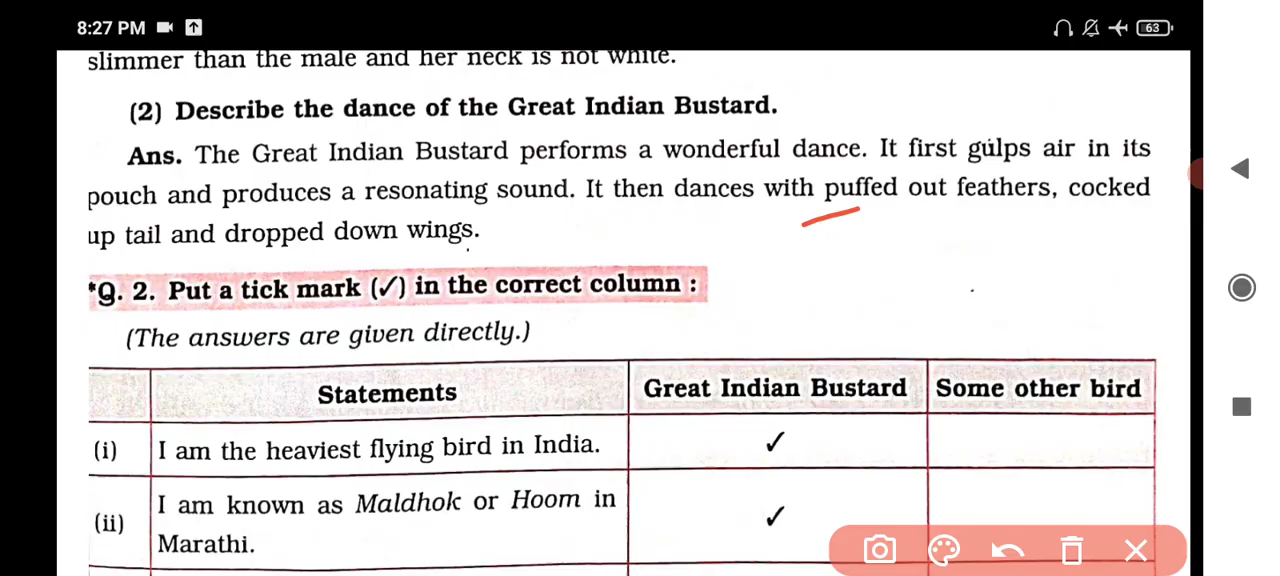 8:27 PM
63
slimmer than the male and her neck is not white.
(2) Describe the dance of the Great Indian Bustard.
Ans. The Great Indian Bustard performs a wonderful dance. It first gulps air in its
pouch and produces a resonating sound. It then dances with puffed out feathers, cocked
up tail and dropped down wings.
*Q. 2. Put a tick mark (✓) in the correct column :
(The answers are given directly.)
Statements Great Indian Bustard Some other bird
(i) I am the heaviest flying bird in India. ✓
(ii) I am known as Maldhok or Hoom in
Marathi. ✓